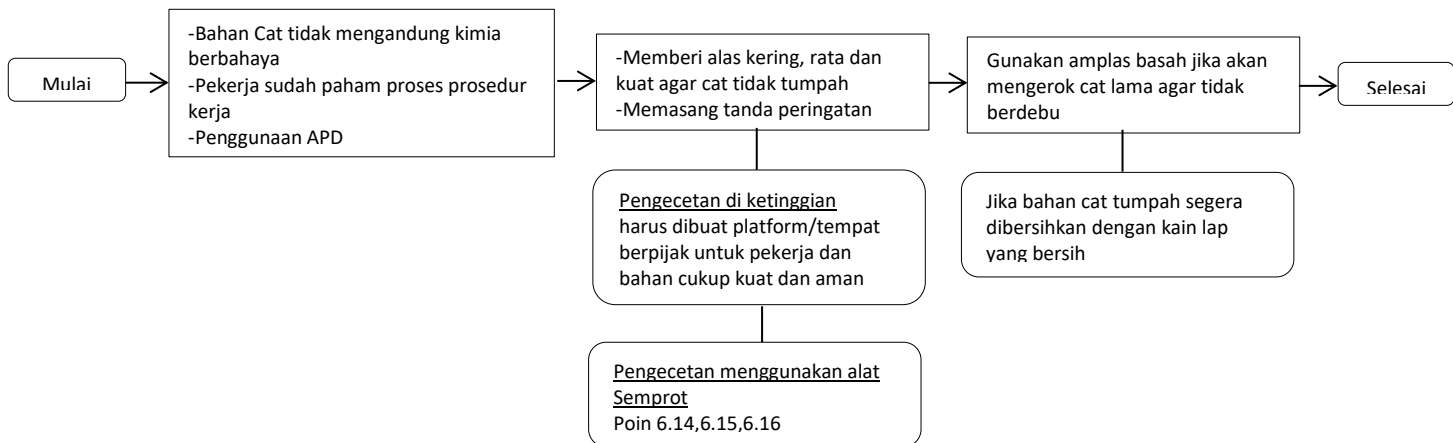 Mulai
-Bahan Cat tidak mengandung kimia
berbahaya
-Pekerja sudah paham proses prosedur
kerja
-Penggunaan APD
-Memberi alas kering, rata dan
kuat agar cat tidak tumpah
-Memasang tanda peringatan
Gunakan amplas basah jika akan
mengerok cat lama agar tidak
berdebu
Selesai
Pengecetan di ketinggian
harus dibuat platform/tempat
berpijak untuk pekerja dan
bahan cukup kuat dan aman
Jika bahan cat tumpah segera
dibersihkan dengan kain lap
yang bersih
Pengecetan menggunakan alat
Semprot
Poin 6.14,6.15,6.16